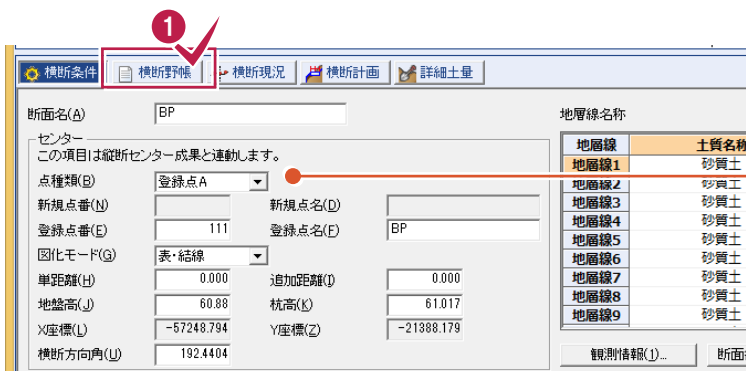 1
横断条件 横断野帳 横断現況 横断計画 詳細土量
断面名(A) BP
センター
この項目は縦断センター成果と連動します。
点種類(B) 登録点A
新規点番(N) 新規点名(D)
登録点番(E) 111 登録点名(F) BP
図化モード(G) 表・結線
単距離(H) 0.000 追加距離(I) 0.000
地盤高(J) 60.88 杭高(K) 61.017
X座標(L) -57248.794 Y座標(Z) -21388.179
横断方向角(U) 192.4404
地層線名称
地層線 土質名称
地層線1 砂質土
地層線2 砂質土
地層線3 砂質土
地層線4 砂質土
地層線5 砂質土
地層線6 砂質土
地層線7 砂質土
地層線8 砂質土
地層線9 砂質土
観測情報(1)... 断面